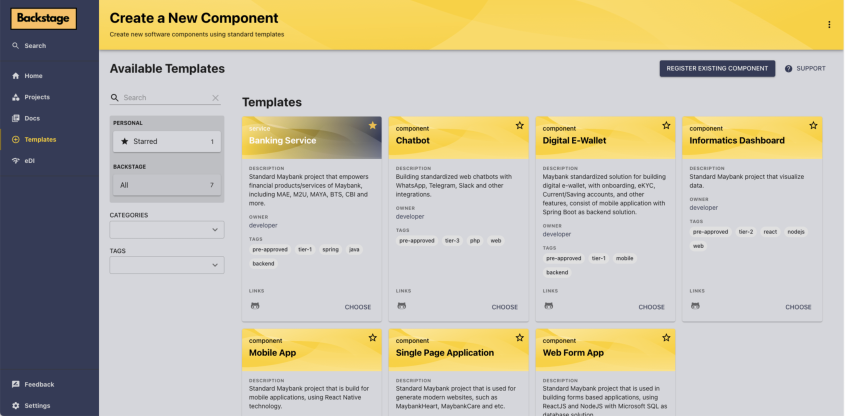 Backstage
Search
Home
Projects
Docs
Templates
eDI
Feedback
Settings
Create a New Component
Create new software components using standard templates
Available Templates
REGISTER EXISTING COMPONENT
SUPPORT
Search
PERSONAL
Starred 1
BACKSTAGE
All 7
CATEGORIES
TAGS
Templates
service
Banking Service
DESCRIPTION
Standard Maybank project that empowers
financial products/services of Maybank,
including MAE, M2U, MAYA, BTS, CBI and
more.
OWNER
developer
TAGS
pre-approved tier-1 spring java
backend
LINKS
CHOOSE
component
Chatbot
DESCRIPTION
Building standardized web chatbots with
WhatsApp, Telegram, Slack and other
integrations.
OWNER
developer
TAGS
pre-approved tier-3 php web
LINKS
CHOOSE
component
Digital E-Wallet
DESCRIPTION
Maybank standardized solution for building
digital e-wallet, with onboarding, eKYC,
Current/Saving accounts, and other
features, consist of mobile application with
Spring Boot as backend solution.
OWNER
developer
TAGS
pre-approved tier-1 mobile
backend
LINKS
CHOOSE
component
Informatics Dashboard
DESCRIPTION
Standard Maybank project that visualize
data.
OWNER
developer
TAGS
pre-approved tier-2 react nodejs
web
LINKS
CHOOSE
component
Mobile App
DESCRIPTION
Standard Maybank project that is build for
mobile applications, using React Native
technology.
component
Single Page Application
DESCRIPTION
Standard Maybank project that is used for
generate modern websites, such as
MaybankHeart, MaybankCare and etc.
component
Web Form App
DESCRIPTION
Standard Maybank project that is used in
building forms based applications, using
ReactJS and NodeJS with Microsoft SQL as
database solution.